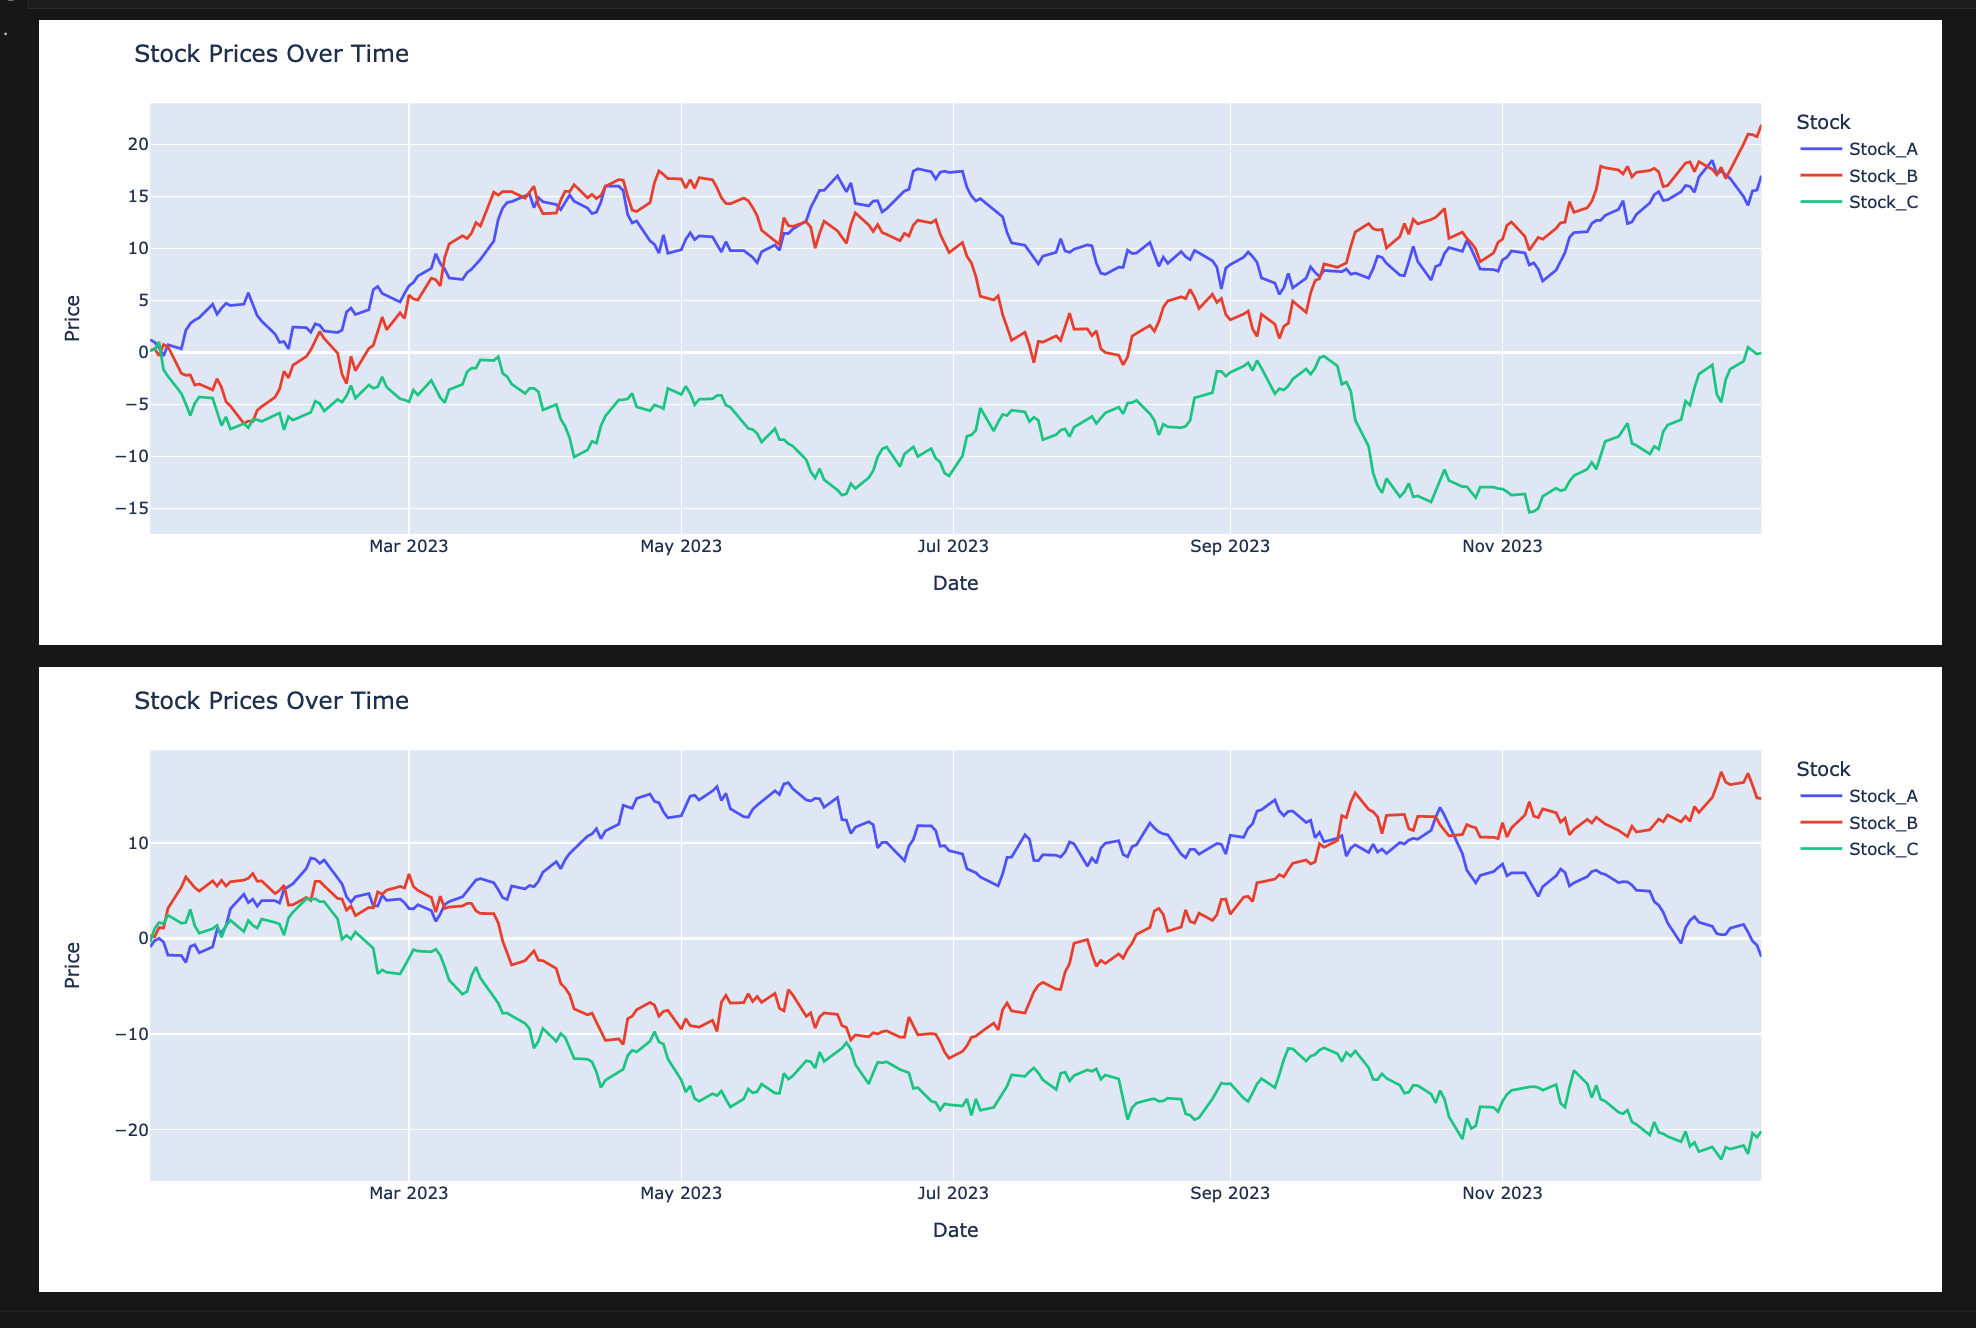 Stock Prices Over Time
Stock
Stock_A
Stock_B
Stock_C
20
15
10
5
0
−5
−10
−15
Price
Mar 2023
May 2023
Jul 2023
Sep 2023
Nov 2023
Date
Stock Prices Over Time
Stock
Stock_A
Stock_B
Stock_C
10
0
−10
−20
Price
Mar 2023
May 2023
Jul 2023
Sep 2023
Nov 2023
Date